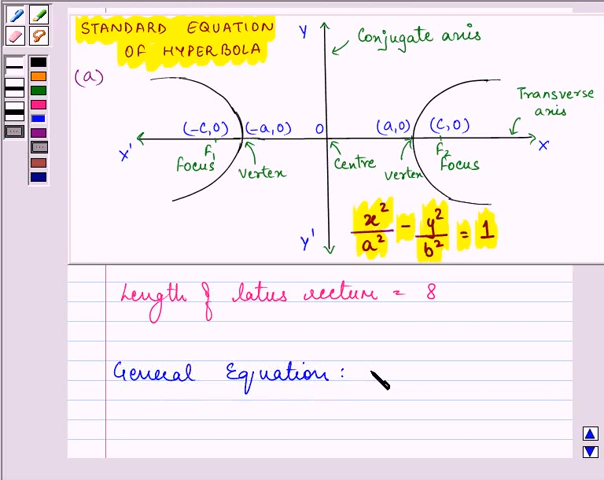 STANDARD EQUATION
OF HYPERBOLA
Y
Conjugate axis
(a)
Transverse
axis
(-c,0) (-a,0) O (a,0) (c,0)
X' F₁ F₂ X
focus vertex Centre vertex Focus
x²/a² - y²/b² = 1
Y'
Length of latus rectum = 8
General Equation: